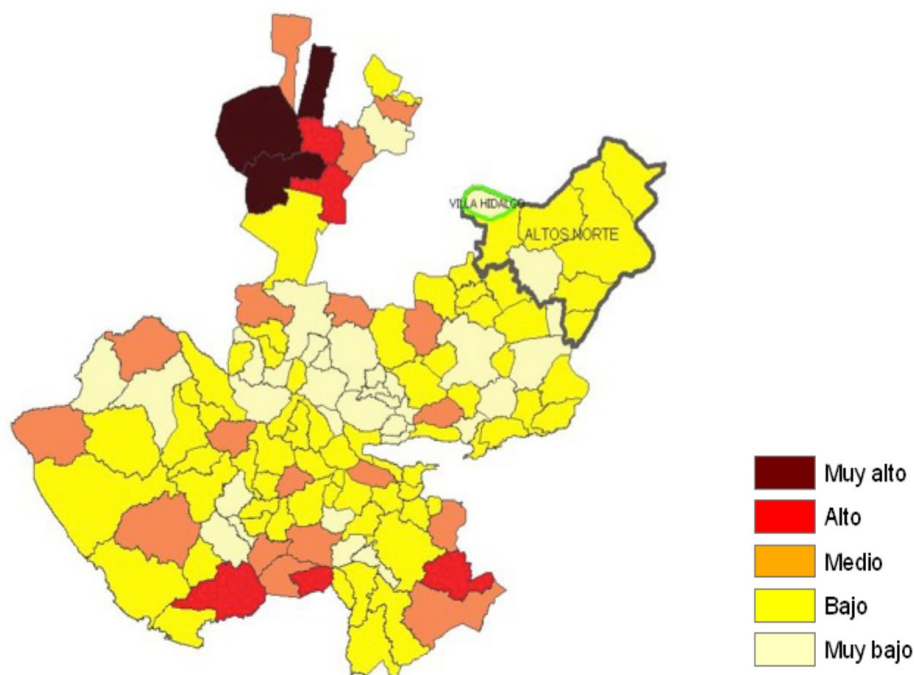 VILLA HIDALGO
ALTOS NORTE
Muy alto
Alto
Medio
Bajo
Muy bajo